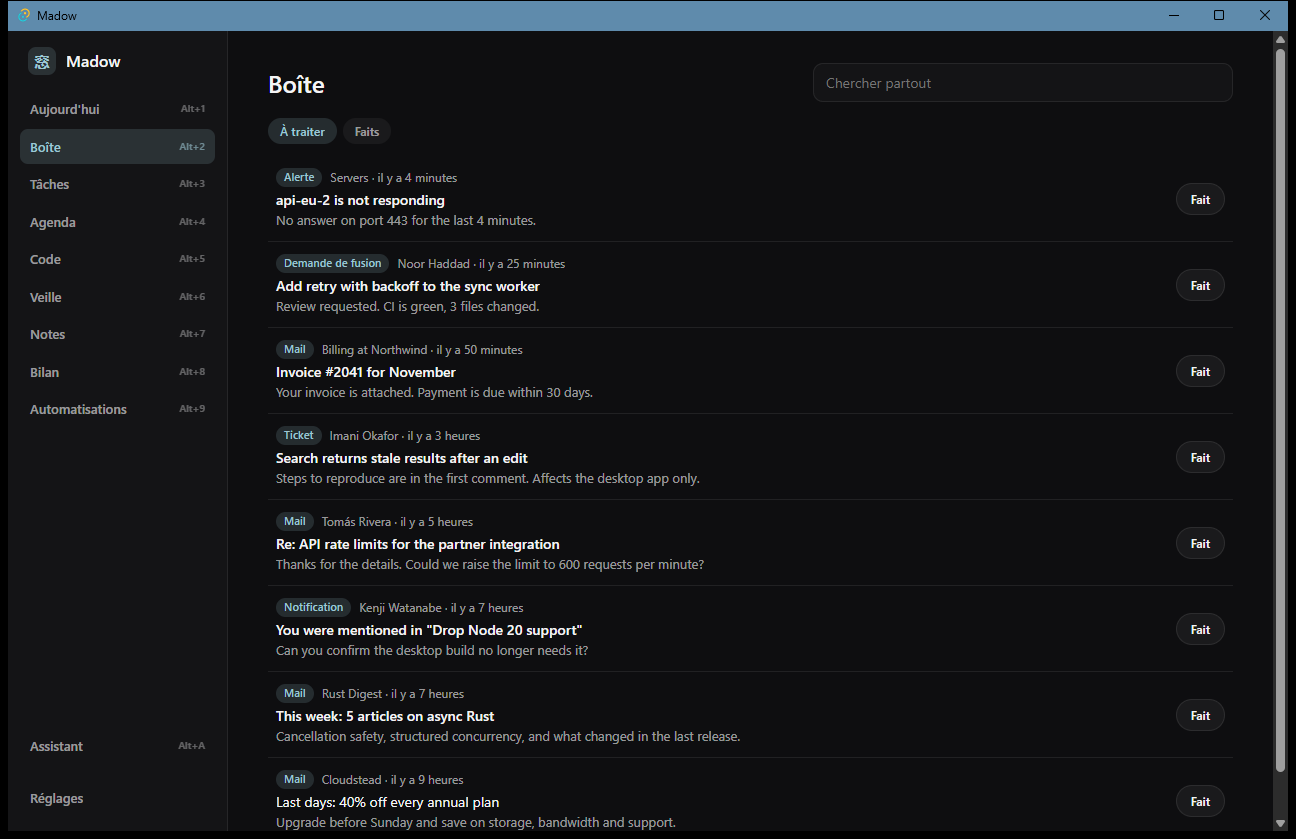 Madow
窓 Madow
Aujourd'hui Alt+1
Boîte Alt+2
Tâches Alt+3
Agenda Alt+4
Code Alt+5
Veille Alt+6
Notes Alt+7
Bilan Alt+8
Automatisations Alt+9
Assistant Alt+A
Réglages
Boîte
Chercher partout
À traiter Faits
Alerte Servers · il y a 4 minutes
api-eu-2 is not responding
No answer on port 443 for the last 4 minutes.
Fait
Demande de fusion Noor Haddad · il y a 25 minutes
Add retry with backoff to the sync worker
Review requested. CI is green, 3 files changed.
Fait
Mail Billing at Northwind · il y a 50 minutes
Invoice #2041 for November
Your invoice is attached. Payment is due within 30 days.
Fait
Ticket Imani Okafor · il y a 3 heures
Search returns stale results after an edit
Steps to reproduce are in the first comment. Affects the desktop app only.
Fait
Mail Tomás Rivera · il y a 5 heures
Re: API rate limits for the partner integration
Thanks for the details. Could we raise the limit to 600 requests per minute?
Fait
Notification Kenji Watanabe · il y a 7 heures
You were mentioned in "Drop Node 20 support"
Can you confirm the desktop build no longer needs it?
Fait
Mail Rust Digest · il y a 7 heures
This week: 5 articles on async Rust
Cancellation safety, structured concurrency, and what changed in the last release.
Fait
Mail Cloudstead · il y a 9 heures
Last days: 40% off every annual plan
Upgrade before Sunday and save on storage, bandwidth and support.
Fait